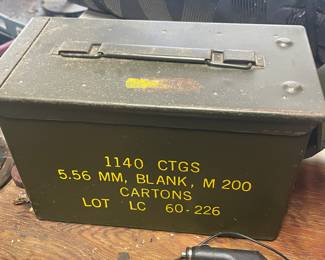 1140 CTGS
5.56 MM, BLANK, M 200
CARTONS
LOT LC 60-226